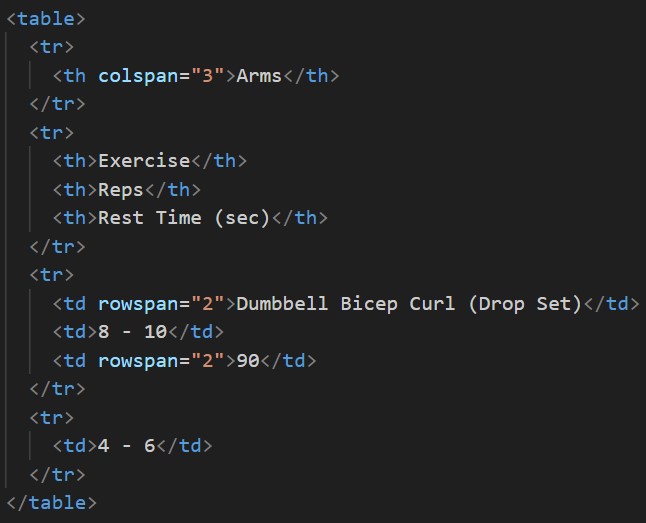 <table>
  <tr>
    <th colspan="3">Arms</th>
  </tr>
  <tr>
    <th>Exercise</th>
    <th>Reps</th>
    <th>Rest Time (sec)</th>
  </tr>
  <tr>
    <td rowspan="2">Dumbbell Bicep Curl (Drop Set)</td>
    <td>8 - 10</td>
    <td rowspan="2">90</td>
  </tr>
  <tr>
    <td>4 - 6</td>
  </tr>
</table>